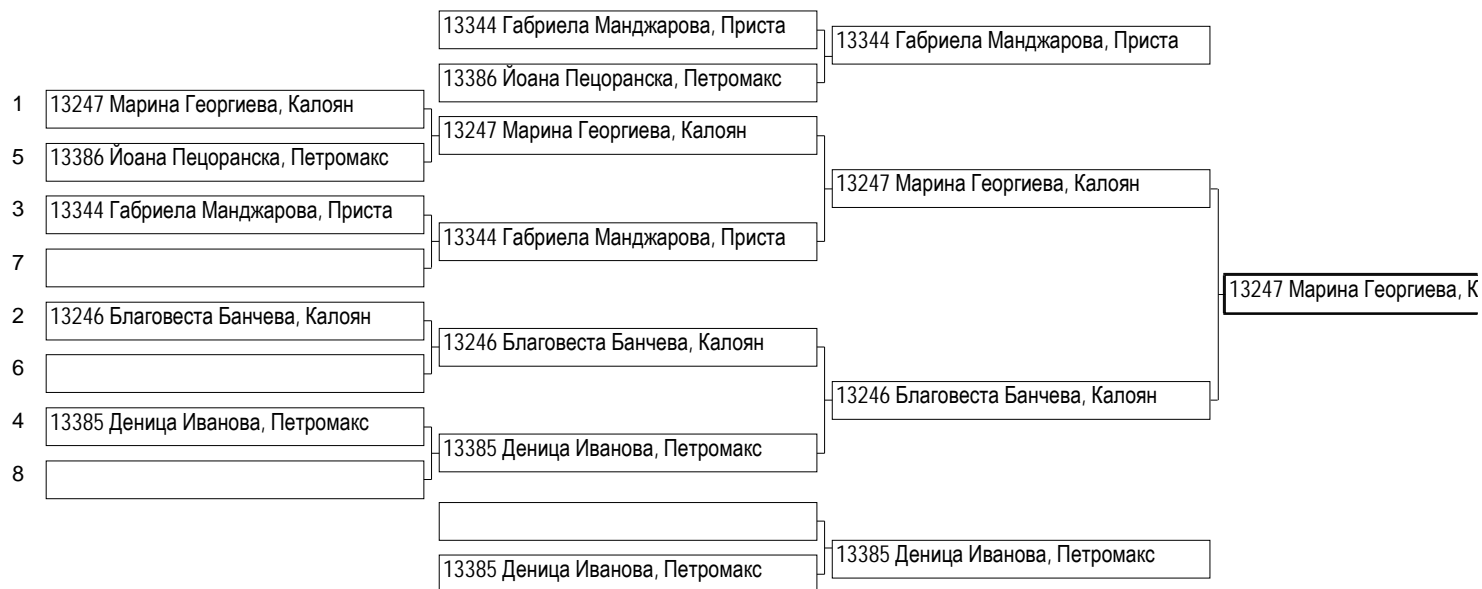 13344 Габриела Манджарова, Приста
13344 Габриела Манджарова, Приста
13386 Йоана Пецоранска, Петромакс
1 13247 Марина Георгиева, Калоян
13247 Марина Георгиева, Калоян
5 13386 Йоана Пецоранска, Петромакс
13247 Марина Георгиева, Калоян
3 13344 Габриела Манджарова, Приста
13344 Габриела Манджарова, Приста
7
13247 Марина Георгиева, К
2 13246 Благовеста Банчева, Калоян
13246 Благовеста Банчева, Калоян
6
13246 Благовеста Банчева, Калоян
4 13385 Деница Иванова, Петромакс
13385 Деница Иванова, Петромакс
8
13385 Деница Иванова, Петромакс
13385 Деница Иванова, Петромакс